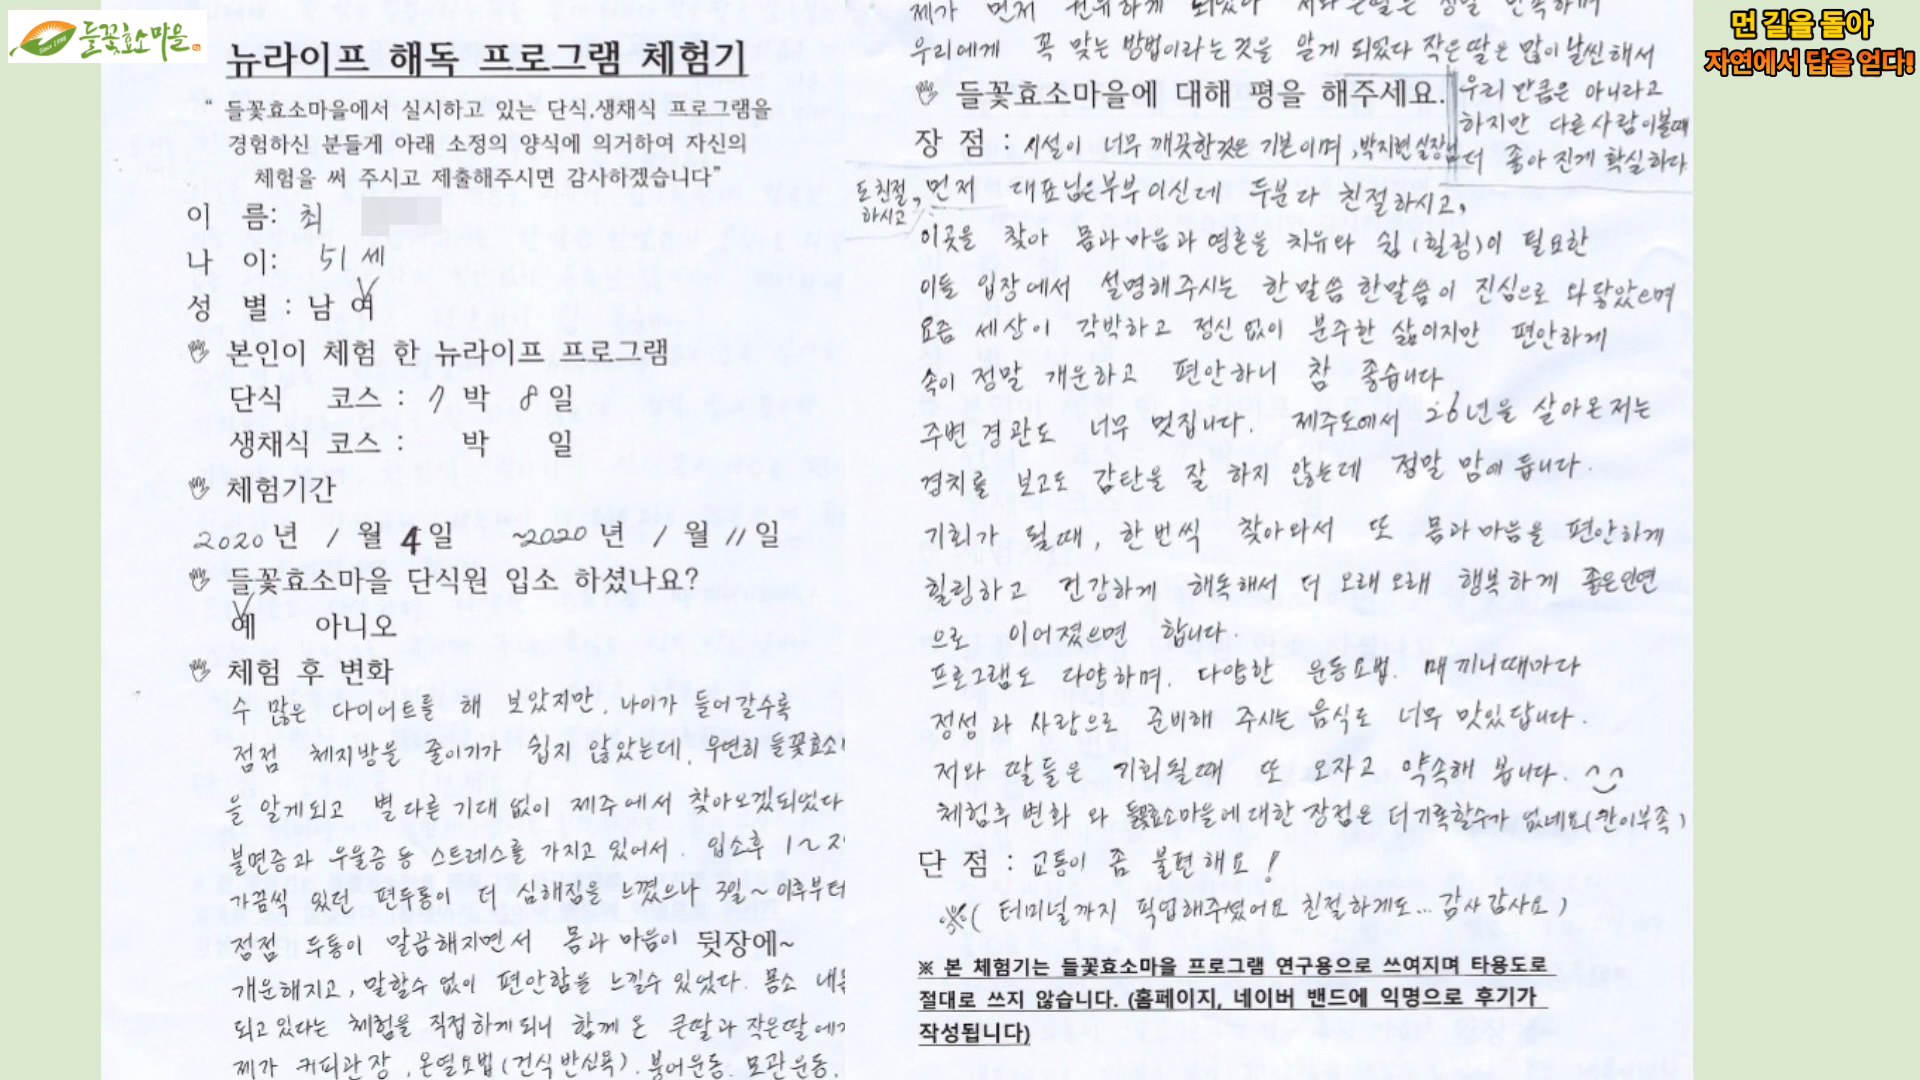 들꽃효소마을
먼 길을 돌아
자연에서 답을 얻다!
뉴라이프 해독 프로그램 체험기
“ 들꽃효소마을에서 실시하고 있는 단식,생채식 프로그램을
경험하신 분들게 아래 소정의 양식에 의거하여 자신의
체험을 써 주시고 제출해주시면 감사하겠습니다”
이 름: 최
나 이: 51 세
성 별 : 남 여
본인이 체험 한 뉴라이프 프로그램
단식 코스 : 7 박 8 일
생채식 코스 : 박 일
체험기간
2020 년 1 월 4 일 ~2020 년 1 월 11 일
들꽃효소마을 단식원 입소 하셨나요?
예 아니오
체험 후 변화
수 많은 다이어트를 해 보았지만, 나이가 들어갈수록
점점 체지방을 줄이기가 쉽지 않았는데, 우연히 들꽃효소
을 알게되고 별 다른 기대 없이 제주에서 찾아오겠되었다
불면증과 우울증 등 스트레스를 가지고 있어서. 입소후 1~2
가끔씩 있던 편두통이 더 심해짐을 느꼈으나 3일~이후부터
점점 두통이 말끔해지면서 몸과 마음이 뒷장에~
개운해지고, 말할수 없이 편안함을 느낄수 있었다. 몸소
되고있다는 체험을 직접하게되니 함께 온 큰딸과 작은딸에게
제가 커피관장, 온열요법(건식반신욕). 붕어운동. 모관운동.
제가 먼저 권유하게 되었다 저와 큰딸은 정말 만족하며
우리에게 꼭 맞는 방법이라는것을 알게 되었다 작은딸은 많이날씬해서
우리만큼은 아니라고
하지만 다른사람이볼때
더 좋아진게 확실하다
들꽃효소마을에 대해 평을 해주세요.
장 점 : 시설이 너무 깨끗한것은 기본이며, 박지현실장님
도친절
하시고, 먼저 대표님은부부이신데 두분다 친절하시고,
이곳을 찾아 몸과마음과영혼을 치유와 쉼(힐링)이 필요한
이들 입장에서 설명해주시는 한말씀한말씀이 진심으로 와닿았으며
요즘 세상이 각박하고 정신없이 분주한 삶이지만 편안하게
속이 정말 개운하고 편안하니 참 좋습니다
주변경관도 너무 멋집니다. 제주도에서 26년을 살아온저는
경치를 보고도 감탄을 잘 하지 않는데 정말 맘에 듭니다.
기회가 될때, 한번씩 찾아와서 또 몸과마음을 편안하게
힐링하고 건강하게 해독해서 더 오래오래 행복하게 좋은인연
으로 이어졌으면 합니다.
프로그램도 다양하며. 다양한 운동요법. 매끼니때마다
정성과 사랑으로 준비해 주시는 음식도 너무 맛있답니다.
저와 딸들은 기회될때 또 오자고 약속해 봅니다.
체험후변화 와 들꽃효소마을에대한장점은 더기록할수가 없네요(칸이부족)
단 점 : 교통이 좀 불편해요!
※( 터미널까지 픽업해주셨어요 친절하게도... 감사감사요)
※ 본 체험기는 들꽃효소마을 프로그램 연구용으로 쓰여지며 타용도로
절대로 쓰지 않습니다. (홈페이지, 네이버 밴드에 익명으로 후기가
작성됩니다)